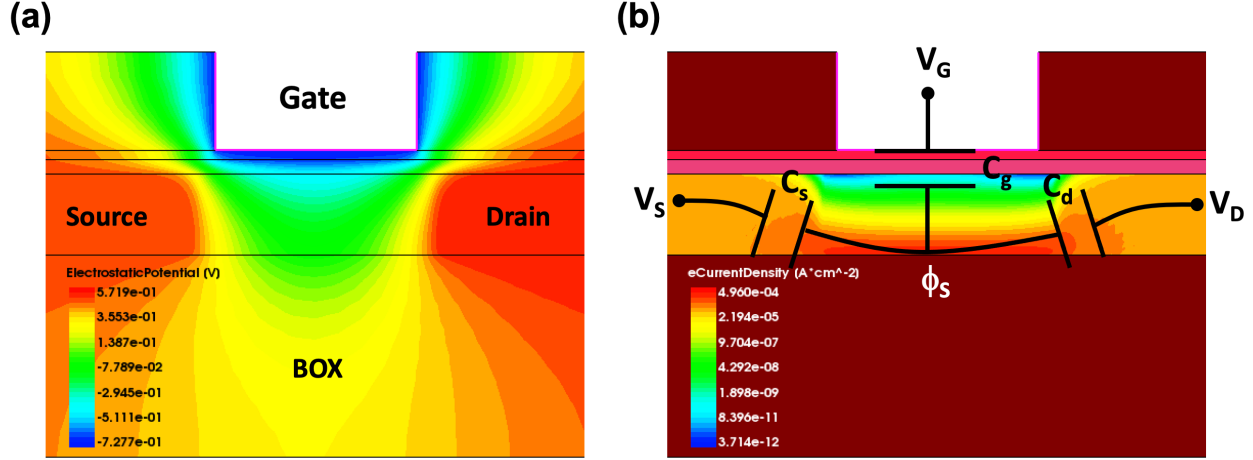 (a)
Gate
Source
Drain
ElectrostaticPotential (V)
5.719e-01
3.553e-01
1.387e-01
-7.789e-02
-2.945e-01
-5.111e-01
-7.277e-01
BOX
(b)
VG
Cg
Cs
Cd
VS
VD
ϕS
eCurrentDensity (A*cm^-2)
4.960e-04
2.194e-05
9.704e-07
4.292e-08
1.898e-09
8.396e-11
3.714e-12